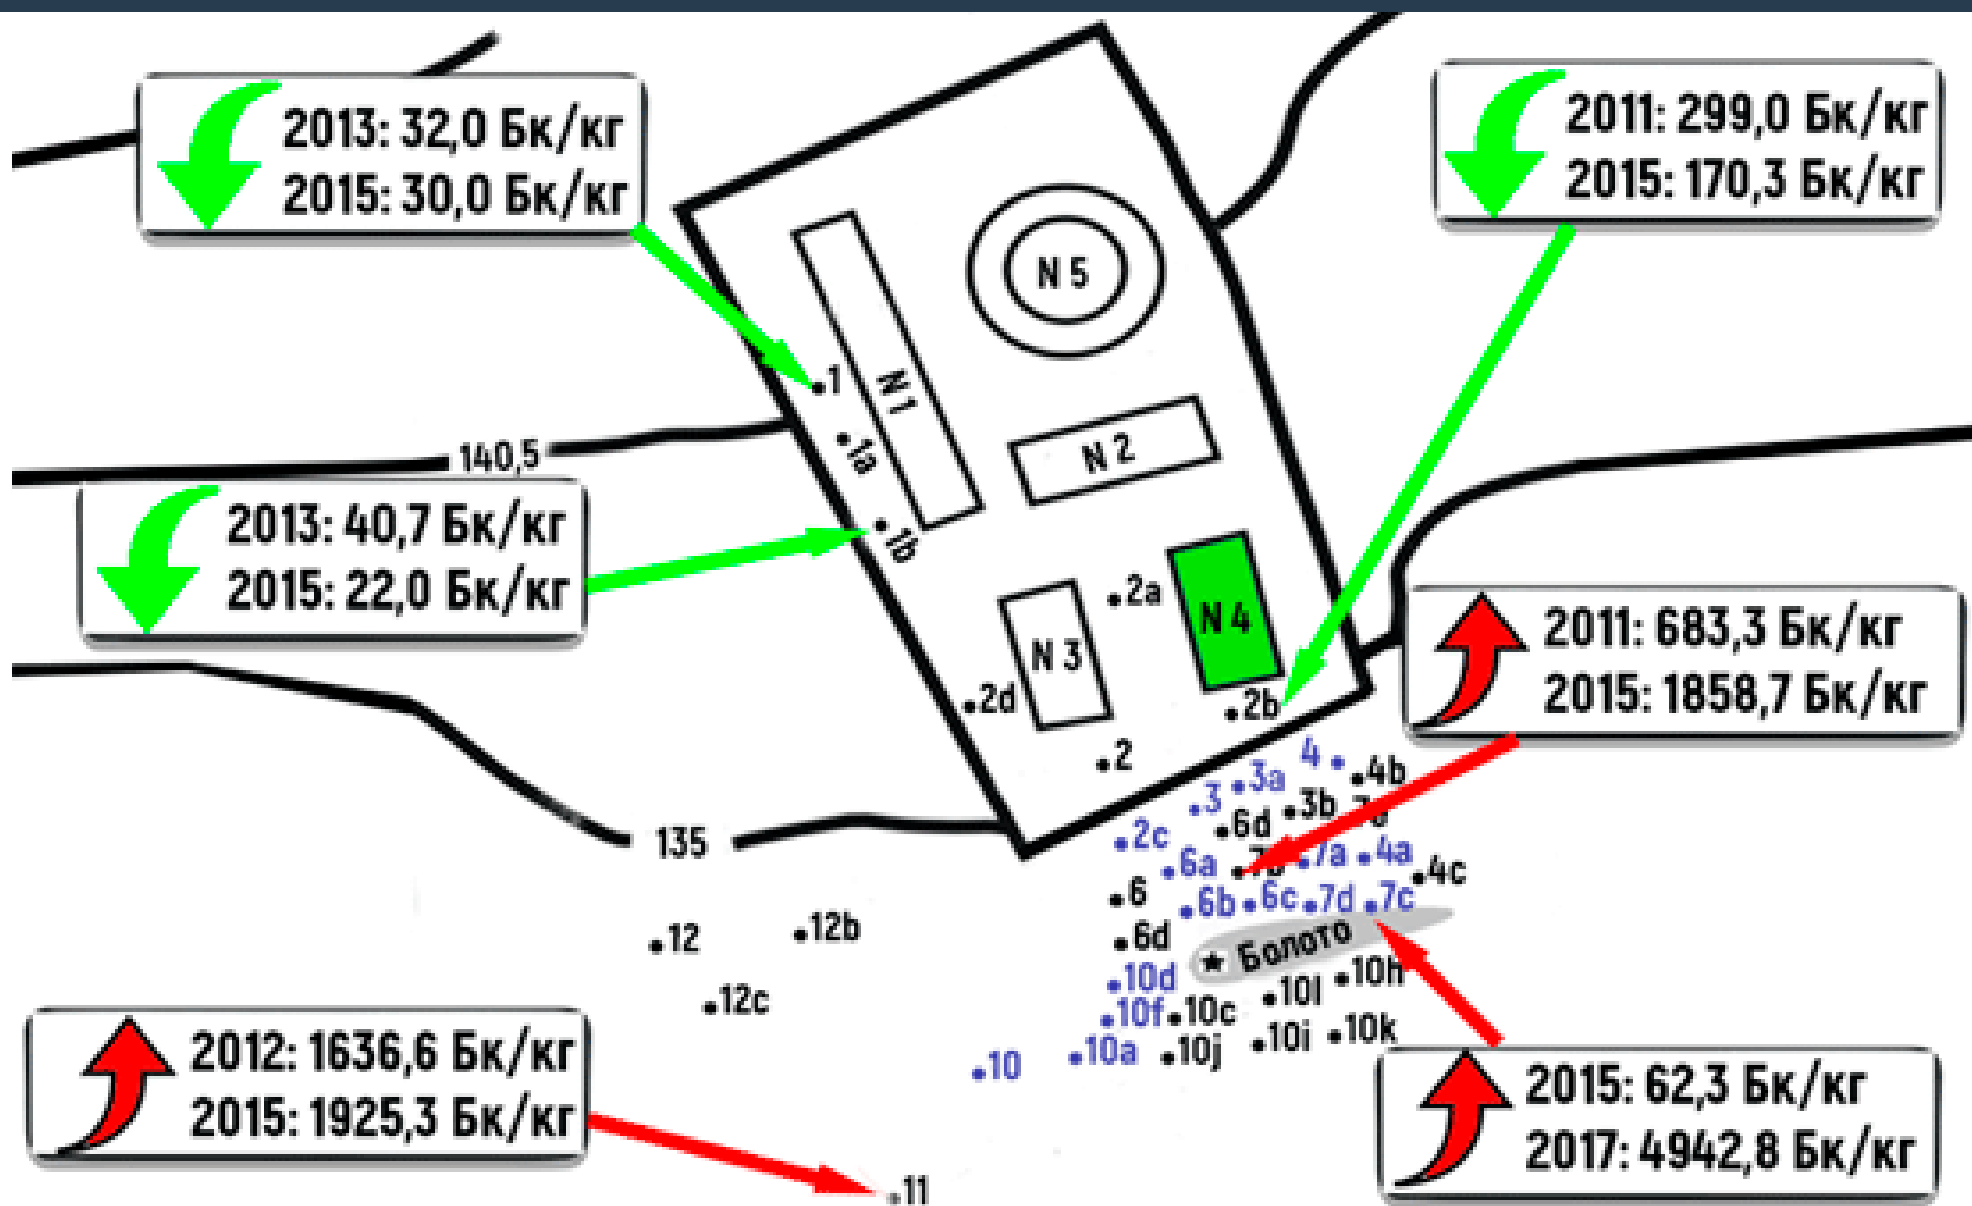 2013: 32,0 Бк/кг
2015: 30,0 Бк/кг
2011: 299,0 Бк/кг
2015: 170,3 Бк/кг
N 5
1
N 1
1a
140,5
N 2
2013: 40,7 Бк/кг
2015: 22,0 Бк/кг
1b
2a
N 4
N 3
2d
2b
2
2011: 683,3 Бк/кг
2015: 1858,7 Бк/кг
4
4b
3a
3
3b
6d
2c
135
6a
7a
4a
4c
6
6b
6c
7d
7c
12
12b
6d
Болото
10d
10h
10l
12c
10f
10c
10k
10i
10
10a
10j
2012: 1636,6 Бк/кг
2015: 1925,3 Бк/кг
2015: 62,3 Бк/кг
2017: 4942,8 Бк/кг
11